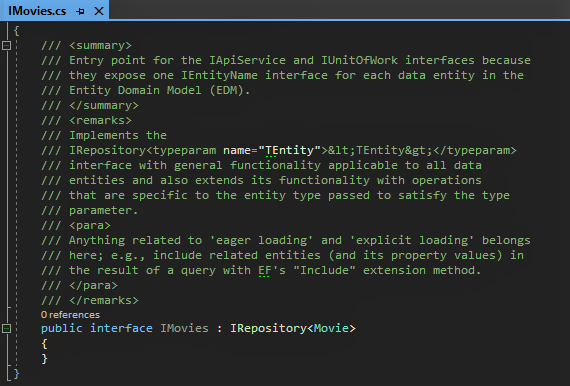 IMovies.cs
{
/// <summary>
/// Entry point for the IApiService and IUnitOfWork interfaces because
/// they expose one IEntityName interface for each data entity in the
/// Entity Domain Model (EDM).
/// </summary>
/// <remarks>
/// Implements the
/// IRepository<typeparam name="TEntity">&lt;TEntity&gt;</typeparam>
/// interface with general functionality applicable to all data
/// entities and also extends its functionality with operations
/// that are specific to the entity type passed to satisfy the type
/// parameter.
/// <para>
/// Anything related to 'eager loading' and 'explicit loading' belongs
/// here; e.g., include related entities (and its property values) in
/// the result of a query with EF's "Include" extension method.
/// </para>
/// </remarks>
0 references
public interface IMovies : IRepository<Movie>
{
}
}